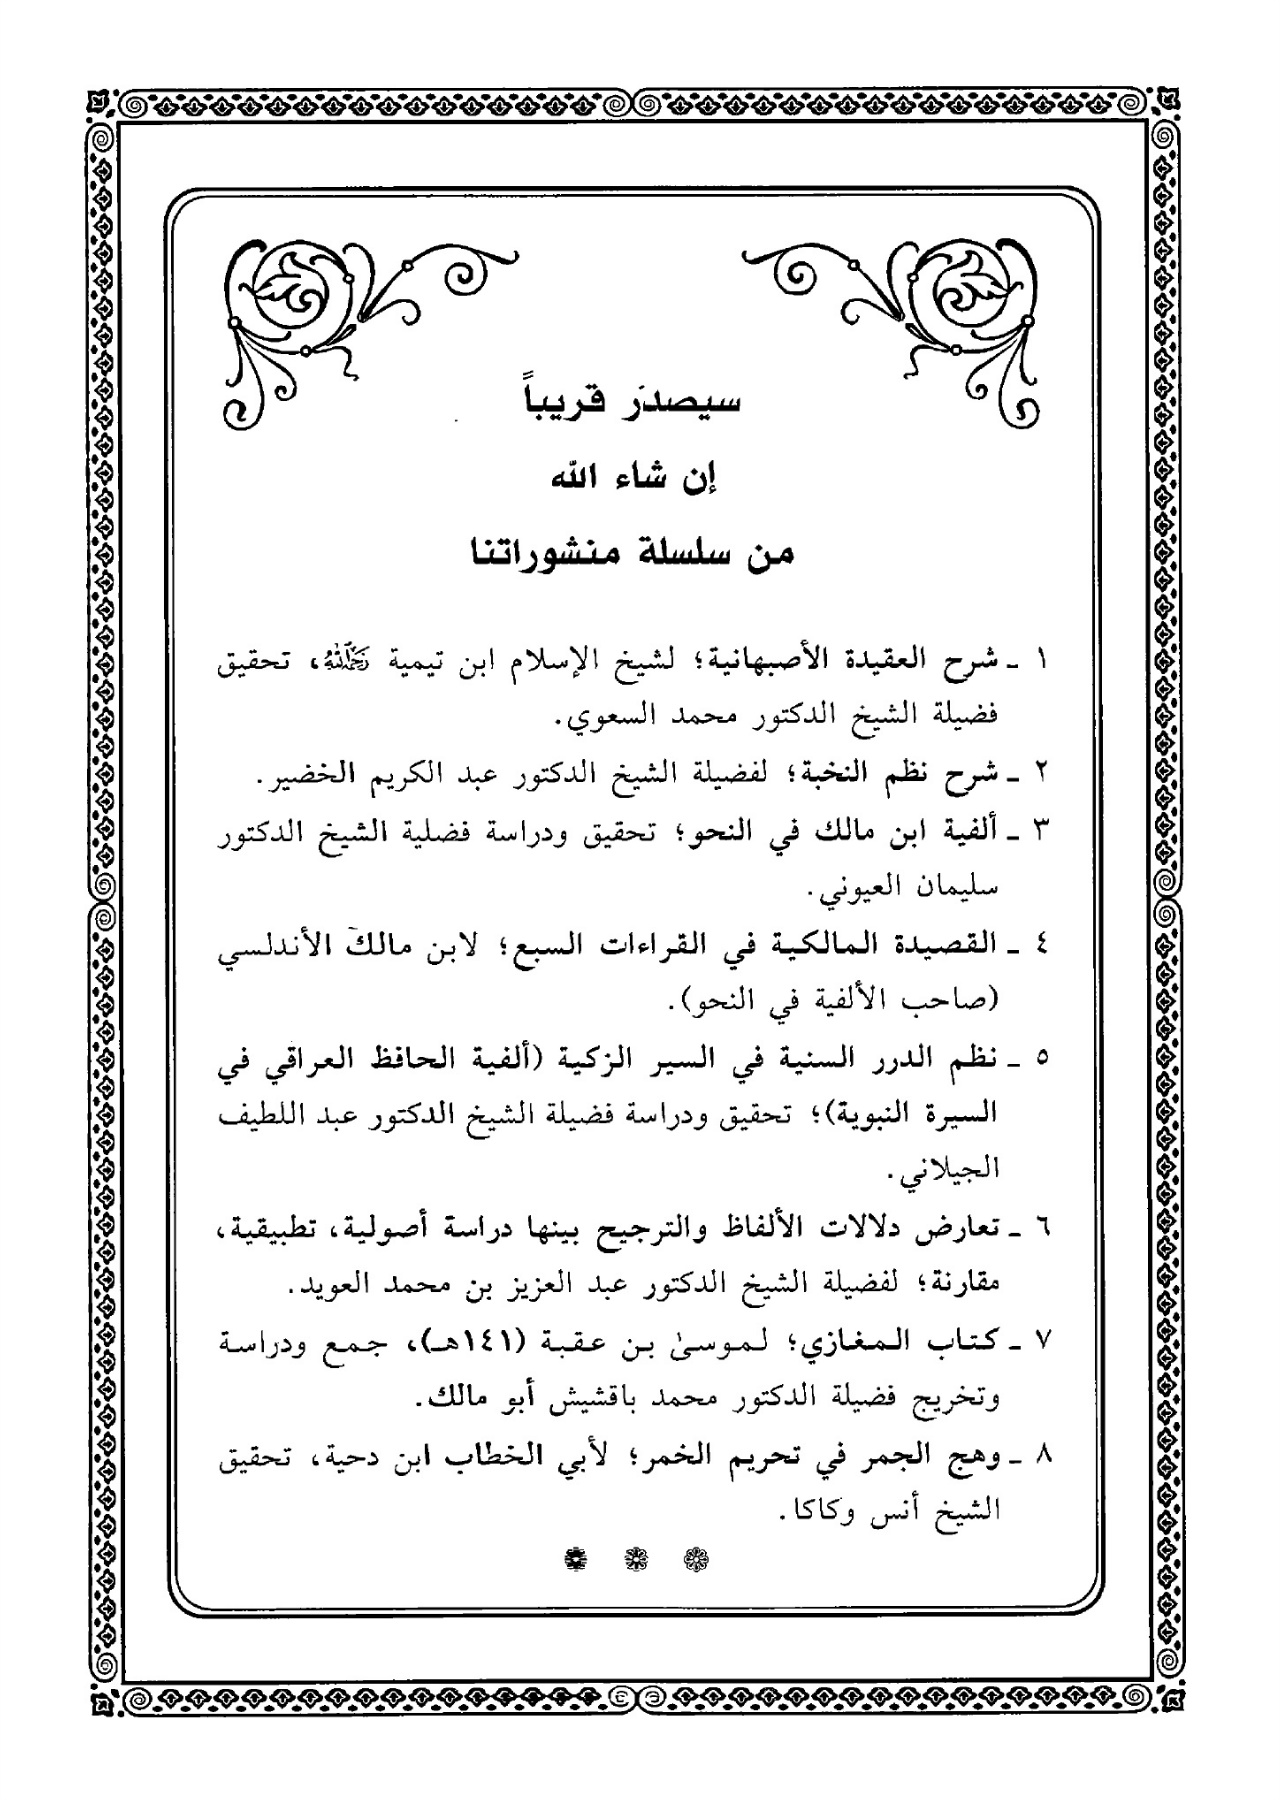 سيصدر قريباً
إن شاء الله
من سلسلة منشوراتنا
١ ـ شرح العقيدة الأصبهانية؛ لشيخ الإسلام ابن تيمية رَحِمَهُ اللهُ، تحقيق
فضيلة الشيخ الدكتور محمد السعوي.
٢ ـ شرح نظم النخبة؛ لفضيلة الشيخ الدكتور عبد الكريم الخضير.
٣ ـ ألفية ابن مالك في النحو؛ تحقيق ودراسة فضلية الشيخ الدكتور
سليمان العيوني.
٤ ـ القصيدة المالكية في القراءات السبع؛ لابن مالك الأندلسي
(صاحب الألفية في النحو).
٥ ـ نظم الدرر السنية في السير الزكية (ألفية الحافظ العراقي في
السيرة النبوية)؛ تحقيق ودراسة فضيلة الشيخ الدكتور عبد اللطيف
الجيلاني.
٦ ـ تعارض دلالات الألفاظ والترجيح بينها دراسة أصولية، تطبيقية،
مقارنة؛ لفضيلة الشيخ الدكتور عبد العزيز بن محمد العويد.
٧ ـ كتاب المغازي؛ لموسىٰ بن عقبة (١٤١هـ)، جمع ودراسة
وتخريج فضيلة الدكتور محمد باقشيش أبو مالك.
٨ ـ وهج الجمر في تحريم الخمر؛ لأبي الخطاب ابن دحية، تحقيق
الشيخ أنس وكاكا.